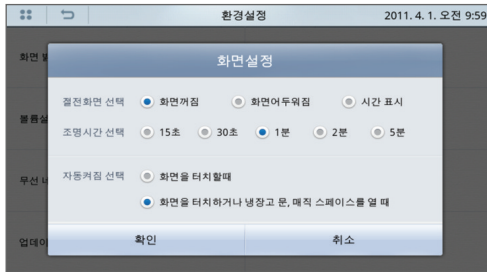 환경설정
2011. 4. 1. 오전 9:59
화면
화면설정
절전화면 선택 화면꺼짐 화면어두워짐 시간 표시
볼륨설
조명시간 선택 15초 30초 1분 2분 5분
무선
자동켜짐 선택 화면을 터치할때
화면을 터치하거나 냉장고 문, 매직 스페이스를 열 때
업데이
확인 취소